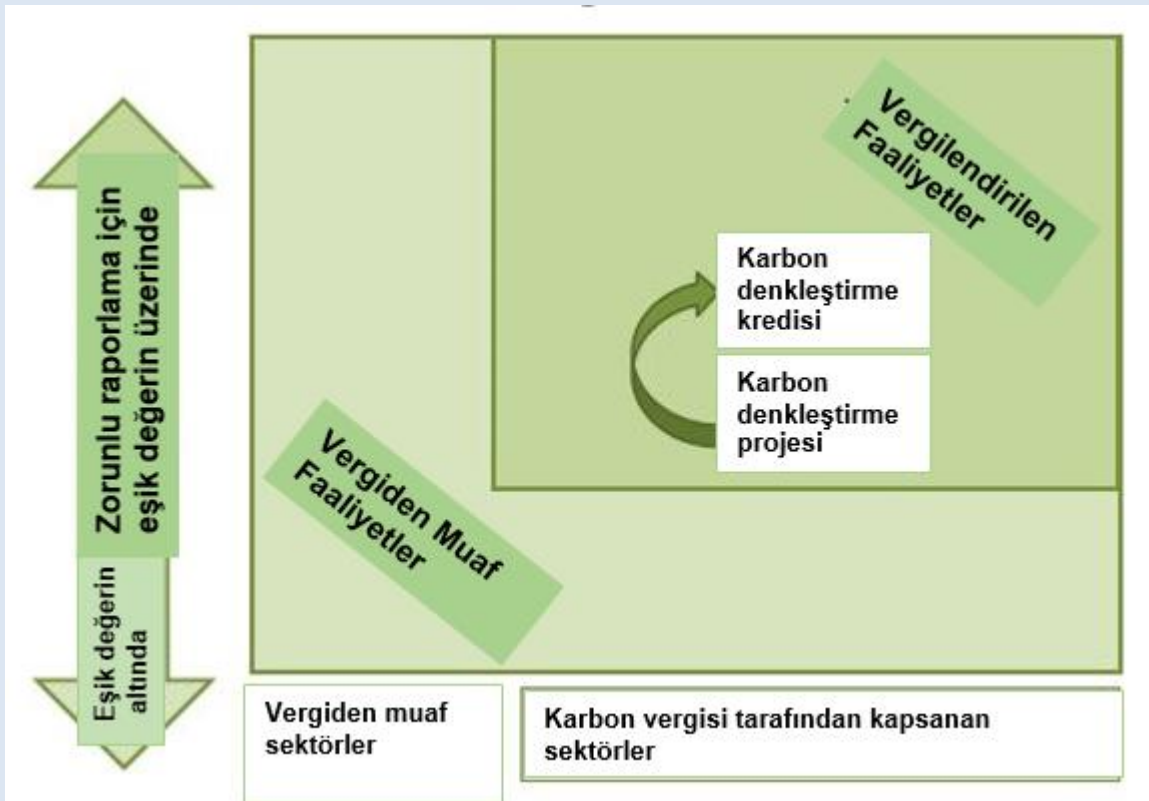 Zorunlu raporlama için
eşik değerin üzerinde
Eşik değerin
altında
Vergilendirilen
Faaliyetler
Karbon
denkleştirme
kredisi
Karbon
denkleştirme
projesi
Vergiden Muaf
Faaliyetler
Vergiden muaf
sektörler
Karbon vergisi tarafından kapsanan
sektörler